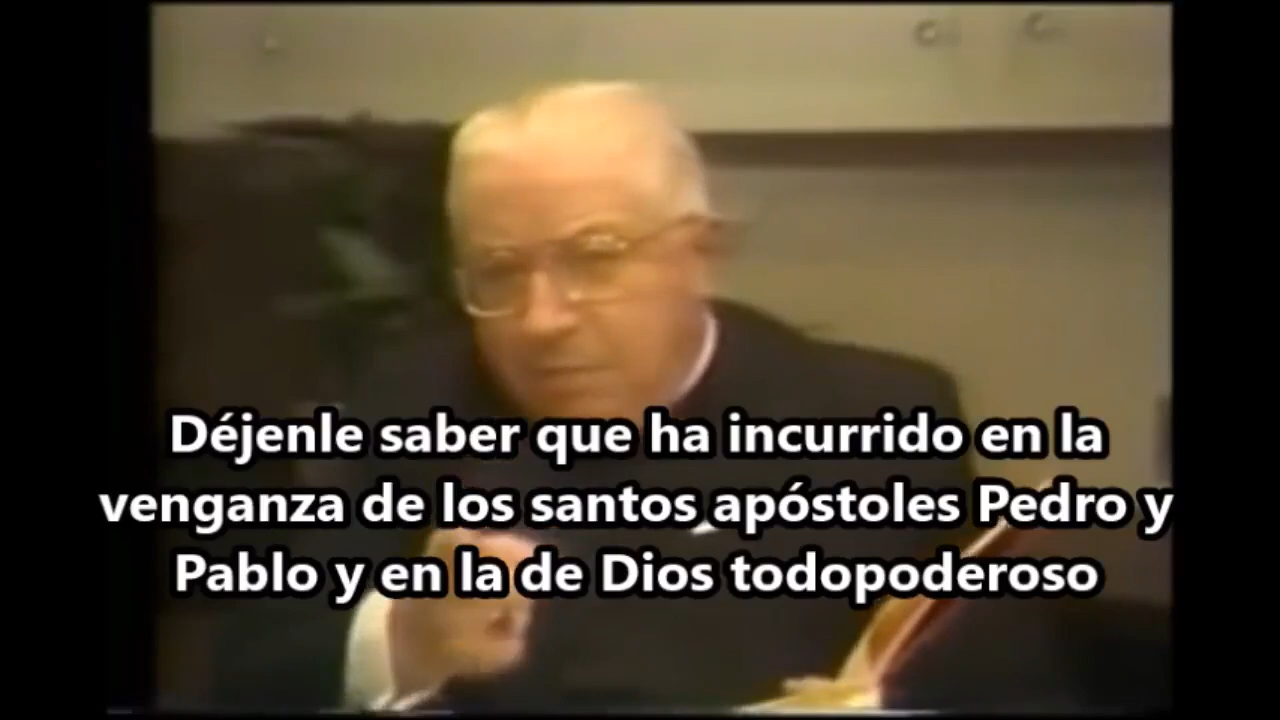 Déjenle saber que ha incurrido en la
venganza de los santos apóstoles Pedro y
Pablo y en la de Dios todopoderoso